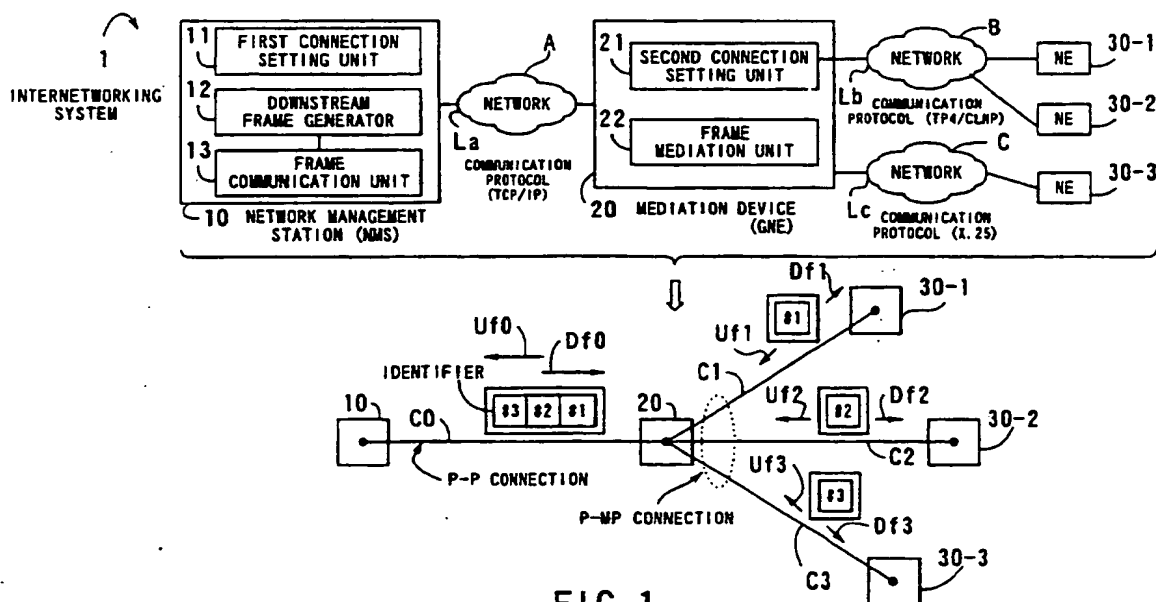 1
INTERNETWORKING
SYSTEM
11
FIRST CONNECTION
SETTING UNIT
12
DOWNSTREAM
FRAME GENERATOR
13
FRAME
COMMUNICATION UNIT
10
NETWORK MANAGEMENT
STATION (NMS)
A
NETWORK
La
COMMUNICATION
PROTOCOL
(TCP/IP)
21
SECOND CONNECTION
SETTING UNIT
22
FRAME
MEDIATION UNIT
20
MEDIATION DEVICE
(GNE)
B
NETWORK
Lb
COMMUNICATION
PROTOCOL (TP4/CLNP)
C
NETWORK
Lc
COMMUNICATION
PROTOCOL (X.25)
NE
30-1
NE
30-2
NE
30-3
Uf0
Df0
IDENTIFIER
#3 #2 #1
10
C0
P-P CONNECTION
20
P-MP CONNECTION
Df1
#1
Uf1
C1
30-1
Uf2
#2
Df2
C2
30-2
Uf3
#3
Df3
C3
30-3
FIG.1